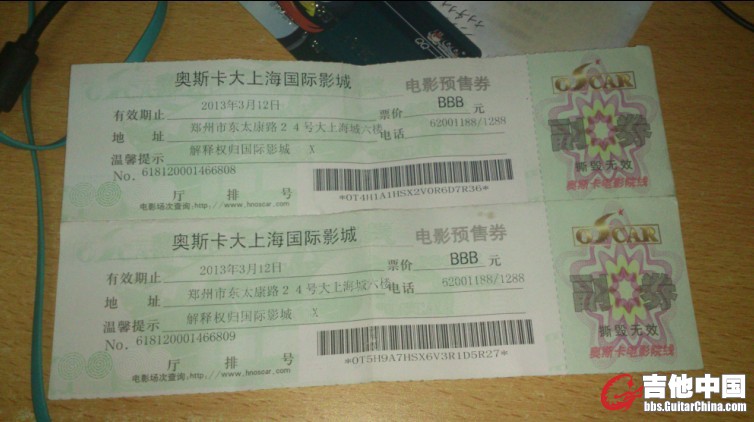 奥斯卡大上海国际影城 电影预售券
有效期止 2013年3月12日 票价 BBB 元
地 址 郑州市东太康路24号大上海城六楼 电话 62001188/1288
温馨提示 解释权归国际影城 X
No. 618120001466808
*0T4H1A1HSX2V0R6D7R36*
厅 排 号
电影场次查询,http://www.hnoscar.com
OSCAR
副券
撕毁无效
奥斯卡电影院线
奥斯卡大上海国际影城 电影预售券
有效期止 2013年3月12日 票价 BBB 元
地 址 郑州市东太康路24号大上海城六楼 电话 62001188/1288
温馨提示 解释权归国际影城 X
No. 618120001466809
*0T5H9A7HSX6V3R1D5R27*
厅 排 号
电影场次查询,http://www.hnoscar.com
OSCAR
副券
撕毁无效
奥斯卡电影院线
吉他中国
bbs.GuitarChina.com